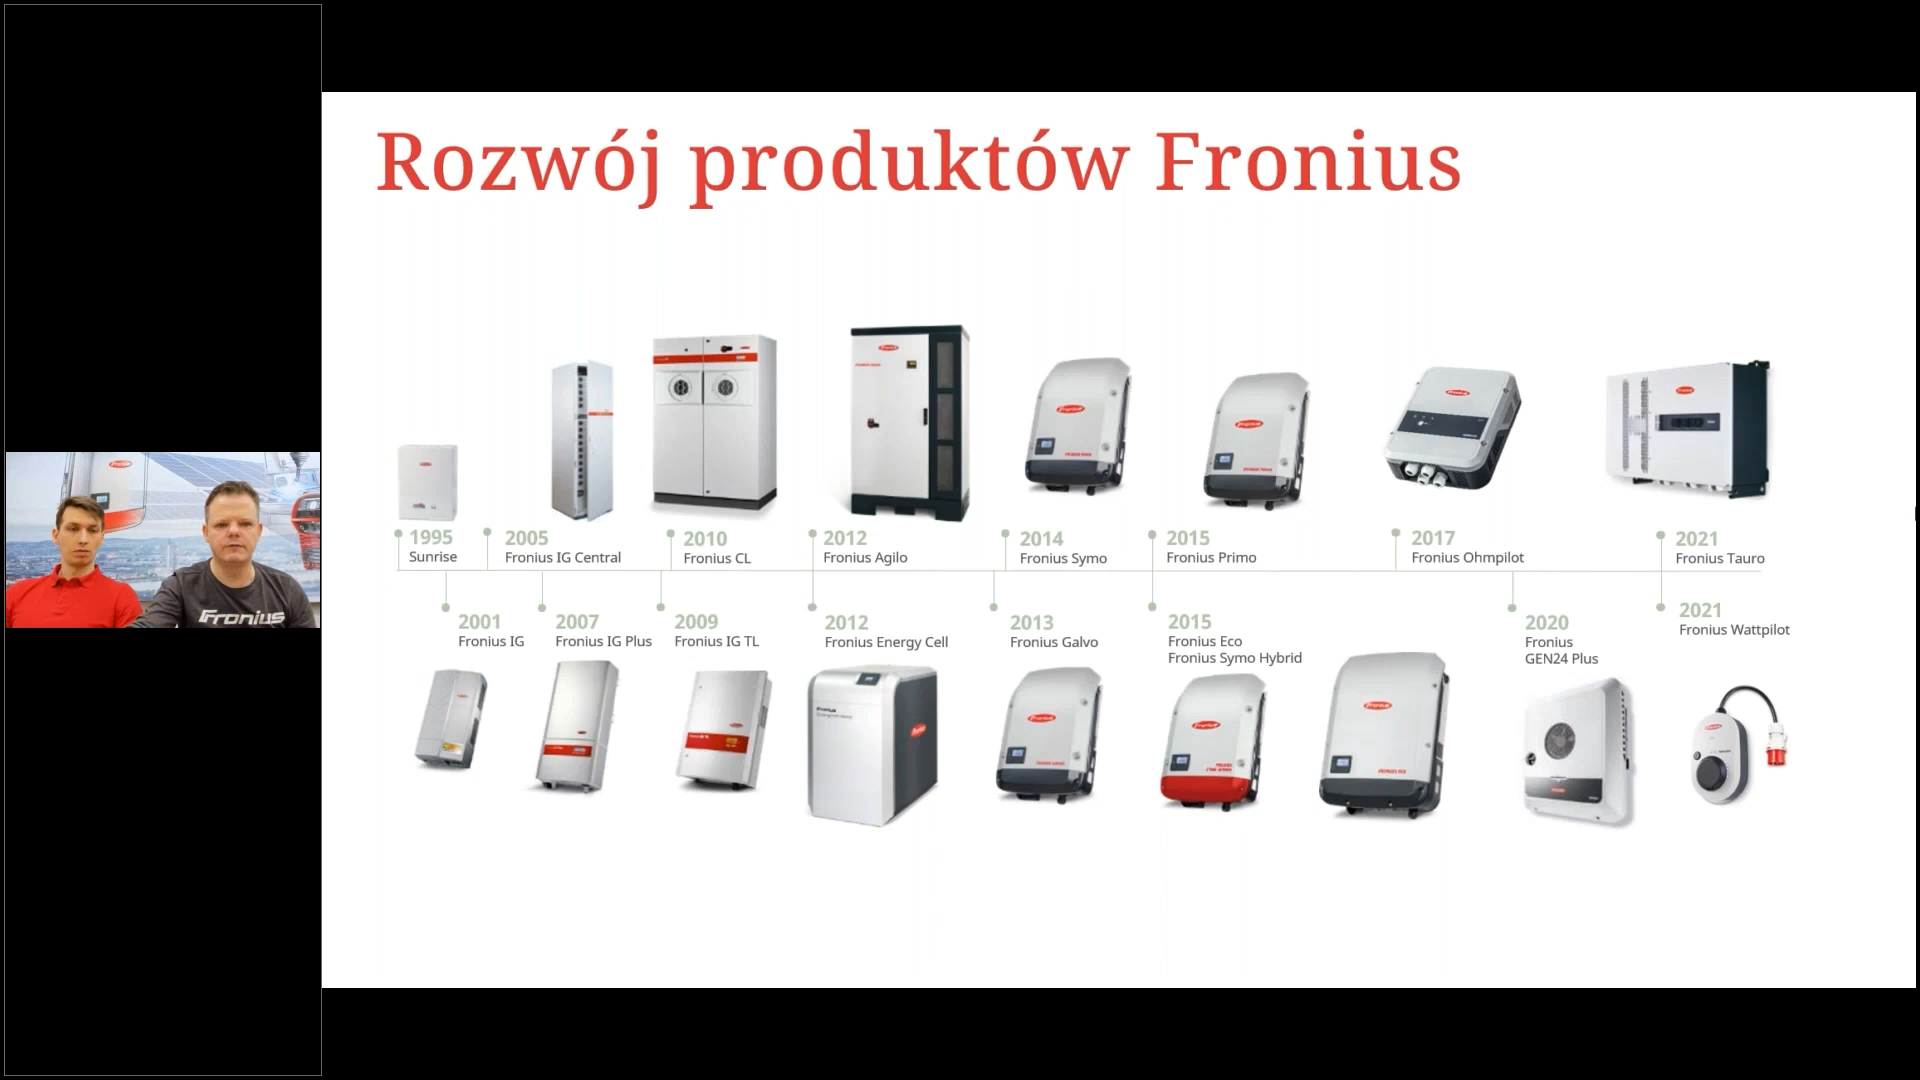 Rozwój produktów Fronius
1995
Sunrise
2005
Fronius IG Central
2010
Fronius CL
2012
Fronius Agilo
2014
Fronius Symo
2015
Fronius Primo
2017
Fronius Ohmpilot
2021
Fronius Tauro
2001
Fronius IG
2007
Fronius IG Plus
2009
Fronius IG TL
2012
Fronius Energy Cell
2013
Fronius Galvo
2015
Fronius Eco
Fronius Symo Hybrid
2020
Fronius
GEN24 Plus
2021
Fronius Wattpilot
Fronius